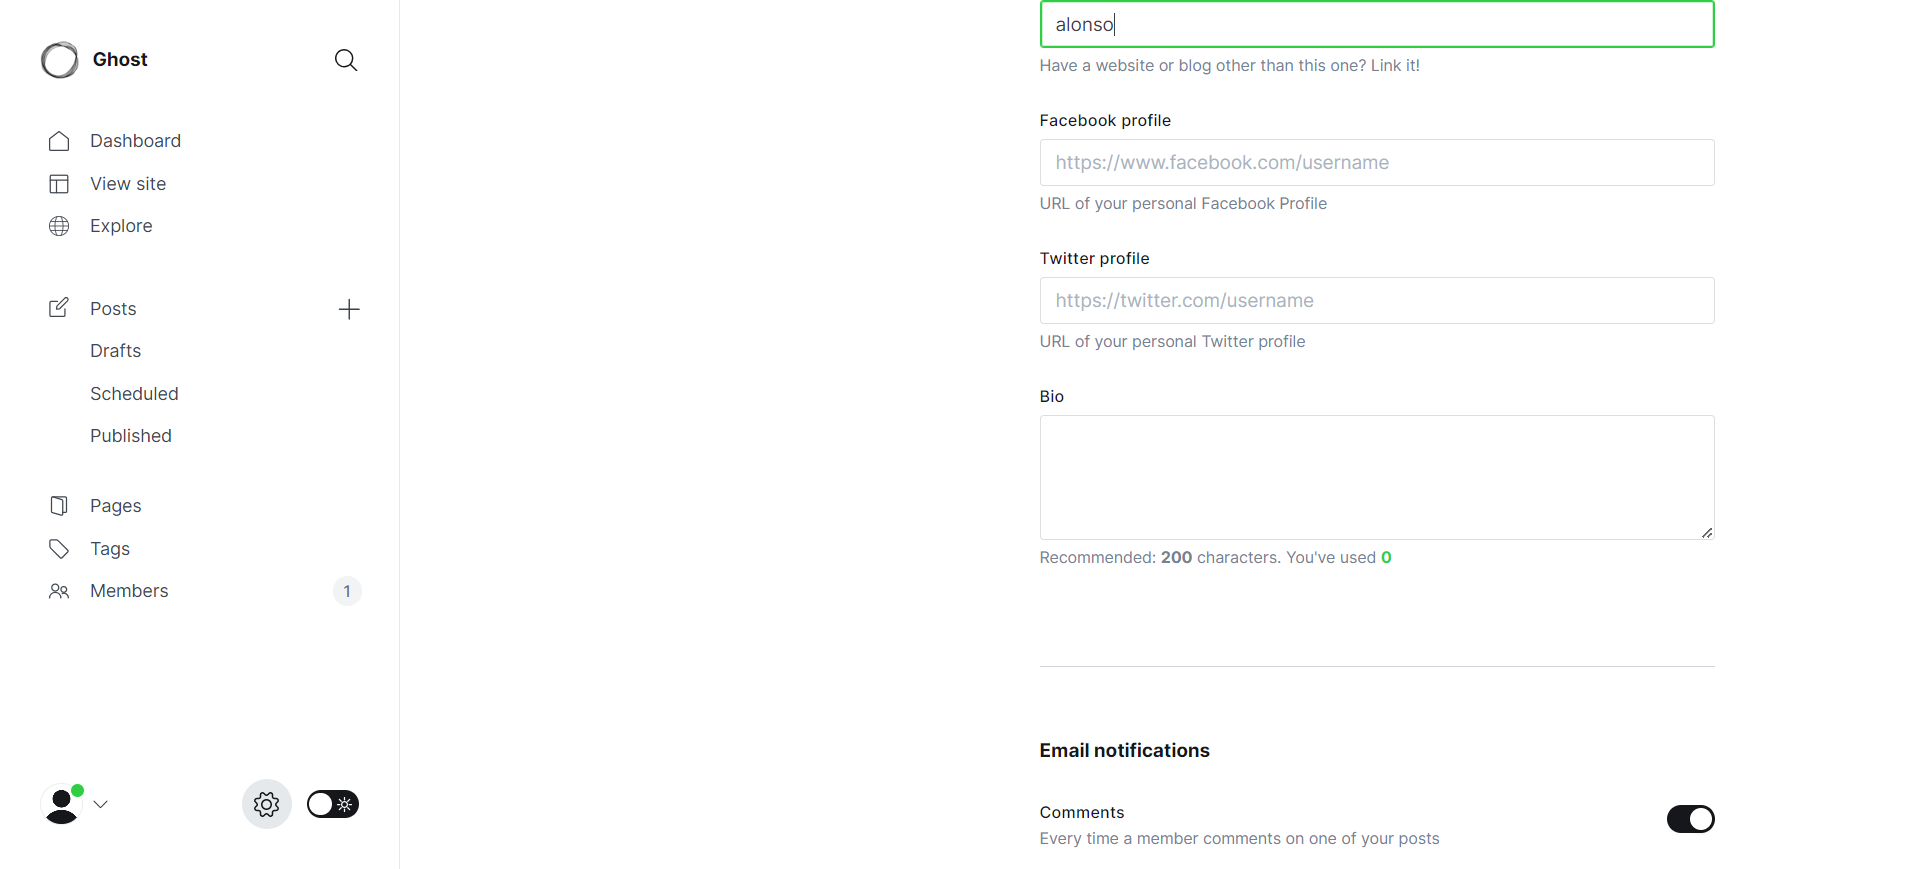 Ghost
Dashboard
View site
Explore
Posts
Drafts
Scheduled
Published
Pages
Tags
Members
1
alonso
Have a website or blog other than this one? Link it!
Facebook profile
https://www.facebook.com/username
URL of your personal Facebook Profile
Twitter profile
https://twitter.com/username
URL of your personal Twitter profile
Bio
Recommended: 200 characters. You've used 0
Email notifications
Comments
Every time a member comments on one of your posts